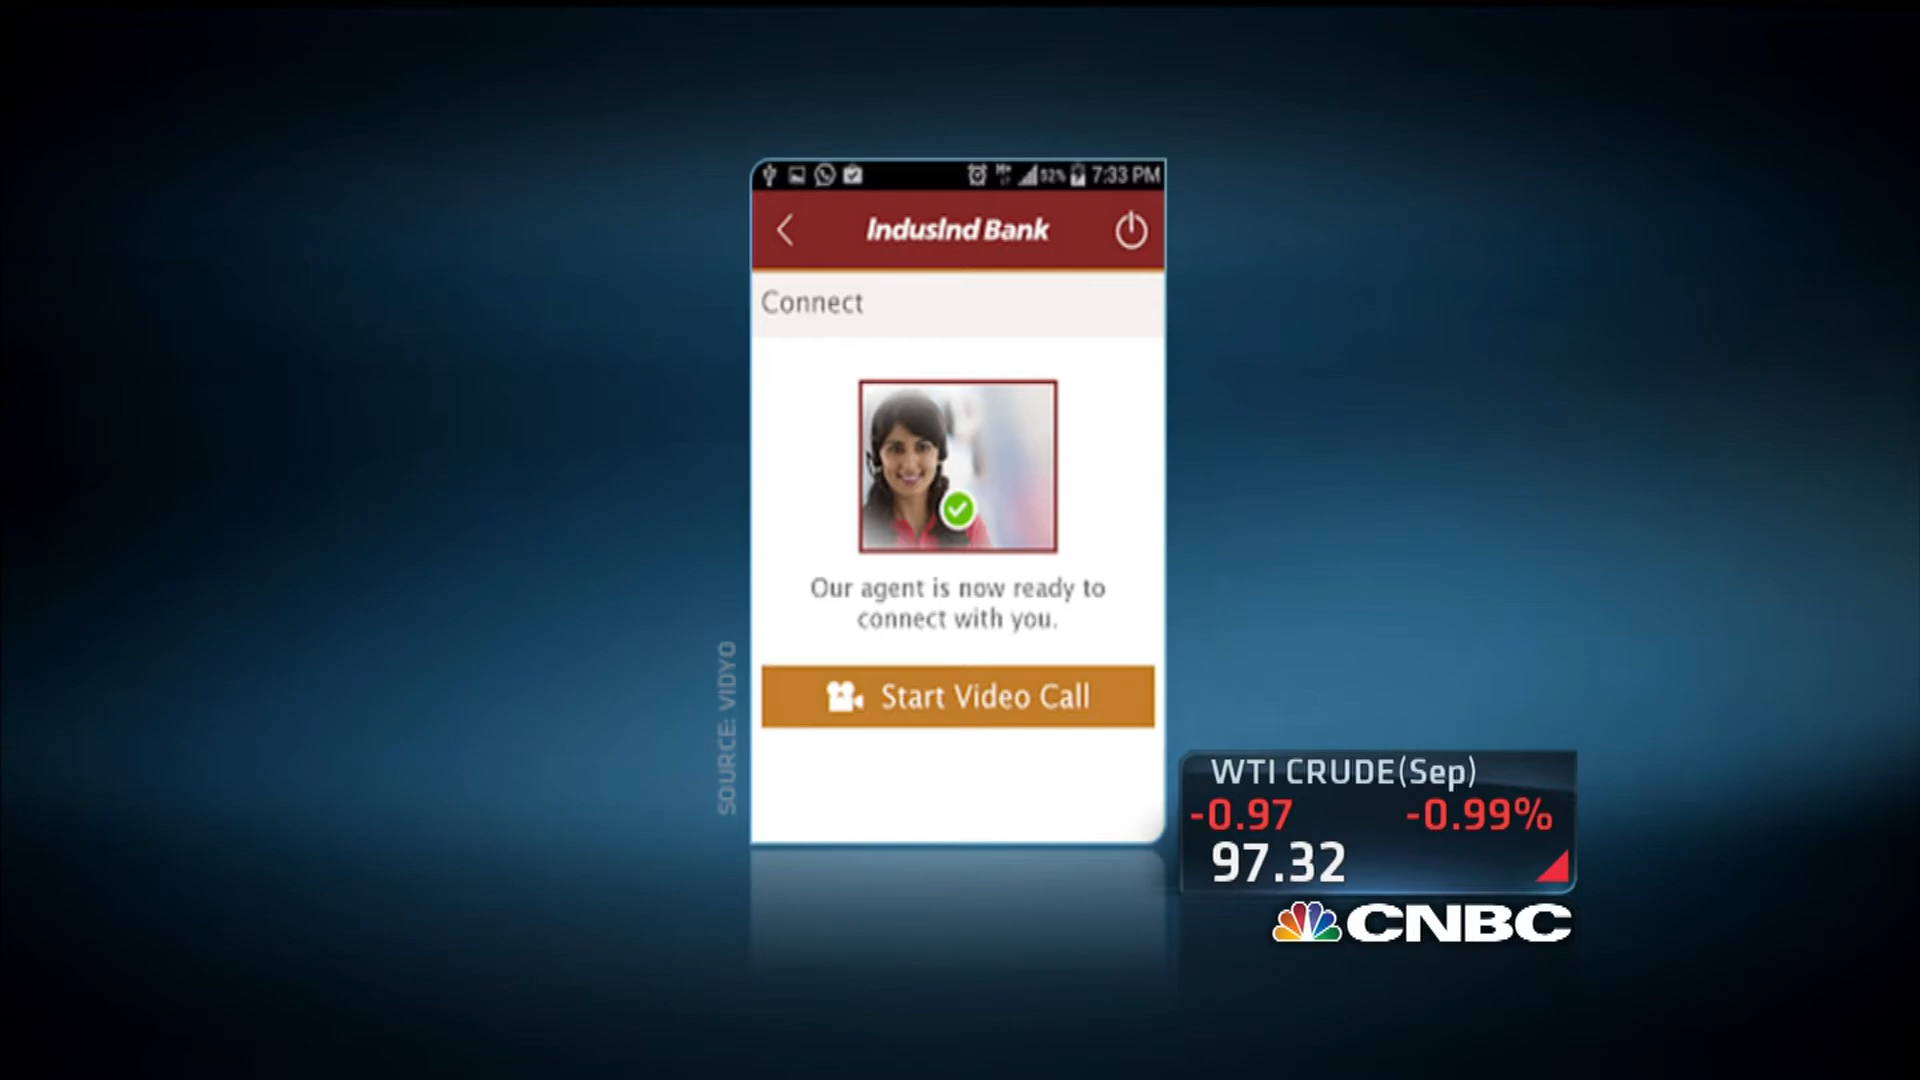 52% 7:33 PM
IndusInd Bank
Connect
Our agent is now ready to
connect with you.
Start Video Call
SOURCE: VIDYO
WTI CRUDE(Sep)
-0.97 -0.99%
97.32
CNBC